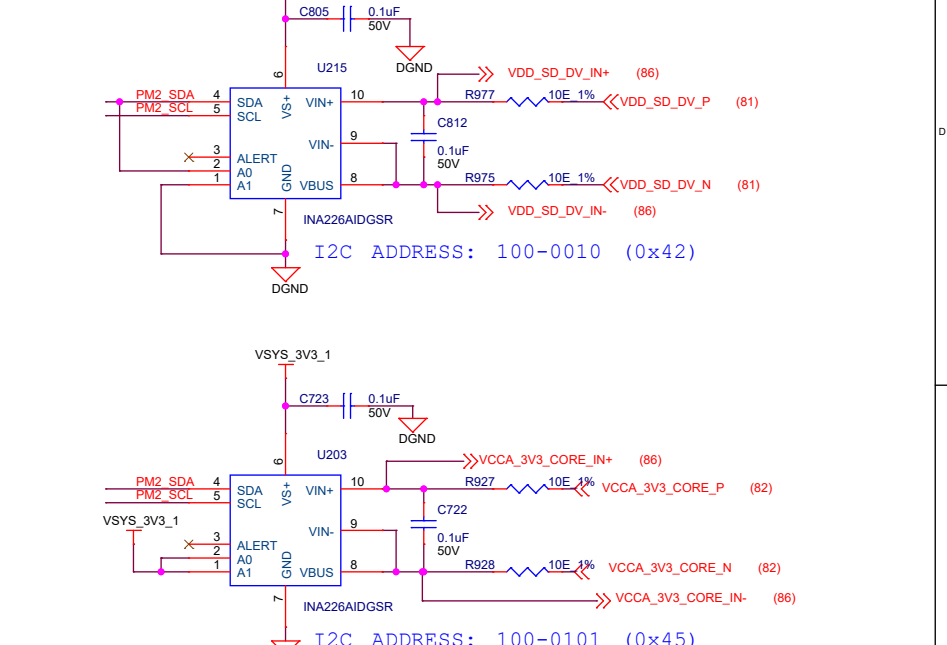 C805 0.1uF
50V
DGND
U215
6
VS+
VDD_SD_DV_IN+ (86)
PM2_SDA 4 SDA VIN+ 10 R977 10E_1% VDD_SD_DV_P (81)
PM2_SCL 5 SCL
C812
D
VIN- 9
0.1uF
50V
3 ALERT
2 A0
1 A1 GND VBUS 8 R975 10E_1% VDD_SD_DV_N (81)
7
INA226AIDGSR
VDD_SD_DV_IN- (86)
I2C ADDRESS: 100-0010 (0x42)
DGND
VSYS_3V3_1
C723 0.1uF
50V
DGND
U203
6
VS+
VCCA_3V3_CORE_IN+ (86)
PM2_SDA 4 SDA VIN+ 10 R927 10E_1% VCCA_3V3_CORE_P (82)
PM2_SCL 5 SCL
C722
VSYS_3V3_1
VIN- 9
0.1uF
50V
3 ALERT
2 A0
1 A1 GND VBUS 8 R928 10E_1% VCCA_3V3_CORE_N (82)
7
INA226AIDGSR
VCCA_3V3_CORE_IN- (86)
I2C ADDRESS: 100-0101 (0x45)